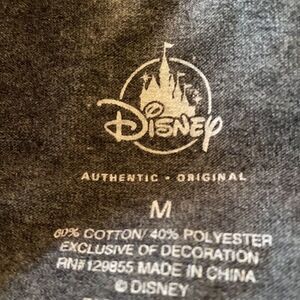 Disney
AUTHENTIC • ORIGINAL
M
60% COTTON/ 40% POLYESTER
EXCLUSIVE OF DECORATION
RN# 129855 MADE IN CHINA
© DISNEY